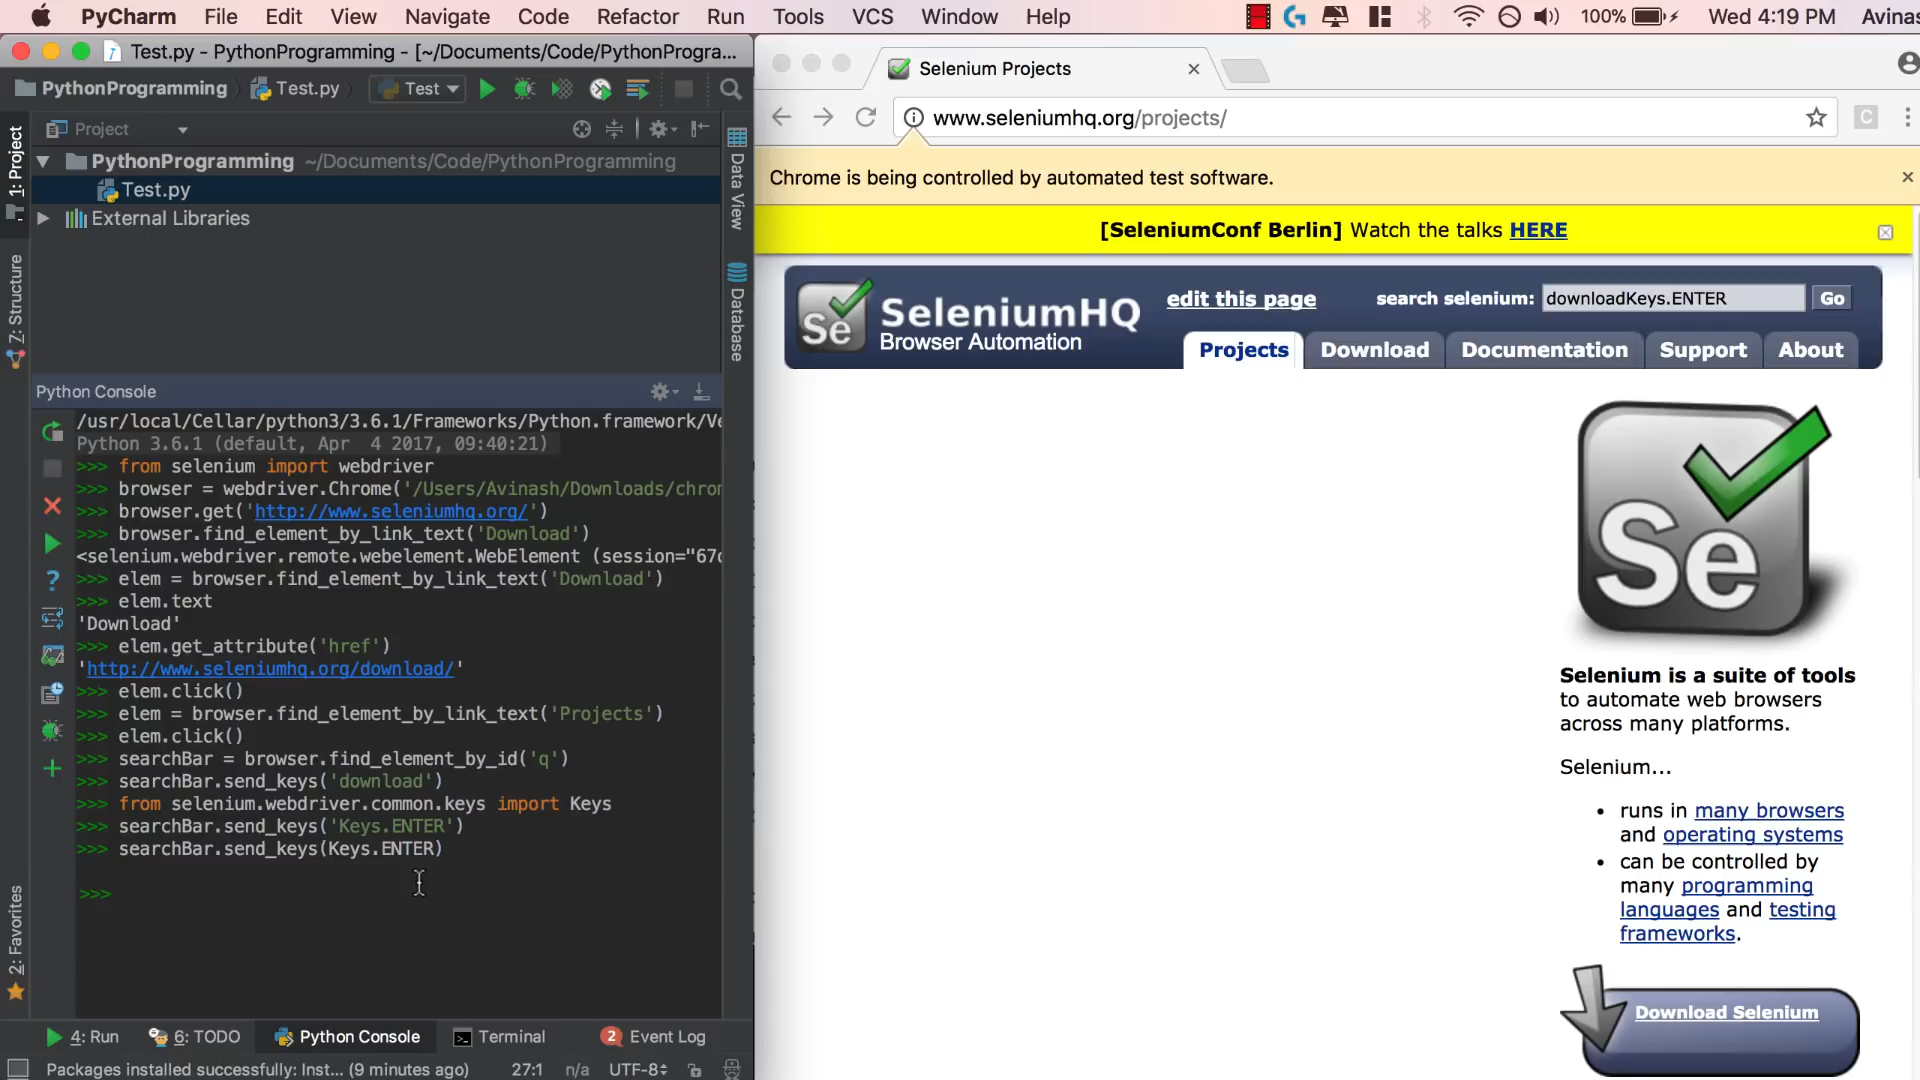 PyCharm File Edit View Navigate Code Refactor Run Tools VCS Window Help 100% Wed 4:19 PM Avinas
Test.py - PythonProgramming - [~/Documents/Code/PythonProgra...
PythonProgramming Test.py Test
Project
PythonProgramming ~/Documents/Code/PythonProgramming
Test.py
External Libraries
1: Project
7: Structure
2: Favorites
Data View
Database
Python Console
/usr/local/Cellar/python3/3.6.1/Frameworks/Python.framework/Ve
Python 3.6.1 (default, Apr  4 2017, 09:40:21)
>>> from selenium import webdriver
>>> browser = webdriver.Chrome('/Users/Avinash/Downloads/chro
>>> browser.get('http://www.seleniumhq.org/')
>>> browser.find_element_by_link_text('Download')
<selenium.webdriver.remote.webelement.WebElement (session="67
>>> elem = browser.find_element_by_link_text('Download')
>>> elem.text
'Download'
>>> elem.get_attribute('href')
'http://www.seleniumhq.org/download/'
>>> elem.click()
>>> elem = browser.find_element_by_link_text('Projects')
>>> elem.click()
>>> searchBar = browser.find_element_by_id('q')
>>> searchBar.send_keys('download')
>>> from selenium.webdriver.common.keys import Keys
>>> searchBar.send_keys('Keys.ENTER')
>>> searchBar.send_keys(Keys.ENTER)
>>>
4: Run 6: TODO Python Console Terminal 2 Event Log
Packages installed successfully: Inst... (9 minutes ago) 27:1 n/a UTF-8
Selenium Projects
www.seleniumhq.org/projects/
C
Chrome is being controlled by automated test software.
[SeleniumConf Berlin] Watch the talks HERE
Se
SeleniumHQ
Browser Automation
edit this page
search selenium: downloadKeys.ENTER Go
Projects Download Documentation Support About
Se
Selenium is a suite of tools
to automate web browsers
across many platforms.
Selenium...
• runs in many browsers
and operating systems
• can be controlled by
many programming
languages and testing
frameworks.
Download Selenium